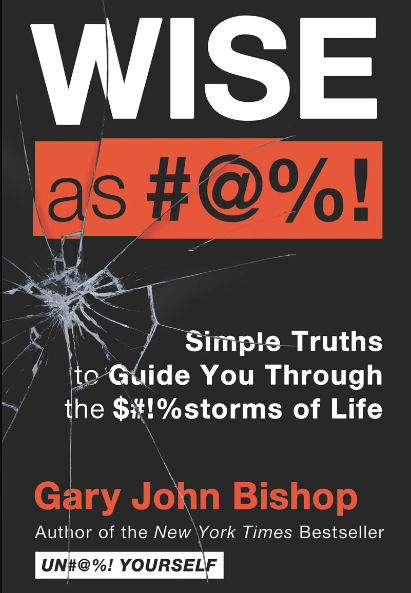 WISE
as #@%!
Simple Truths
to Guide You Through
the $#!%storms of Life
Gary John Bishop
Author of the New York Times Bestseller
UN#@%! YOURSELF